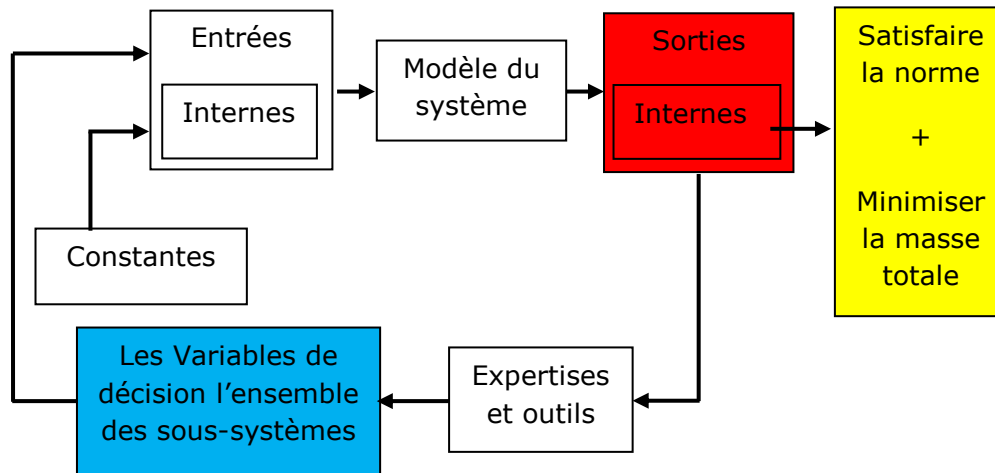 Entrées
Internes
Modèle du
système
Sorties
Internes
Satisfaire
la norme
+
Minimiser
la masse
totale
Constantes
Les Variables de
décision l’ensemble
des sous-systèmes
Expertises
et outils